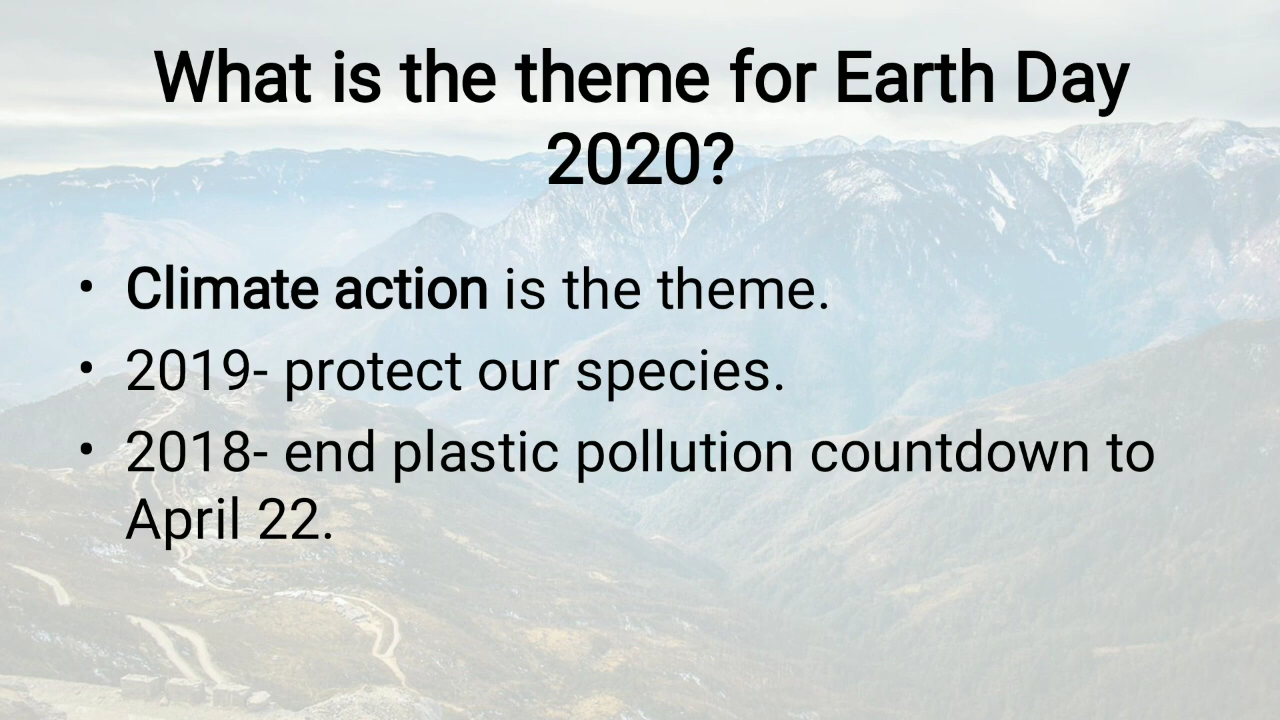 What is the theme for Earth Day
2020?
• Climate action is the theme.
• 2019- protect our species.
• 2018- end plastic pollution countdown to
April 22.